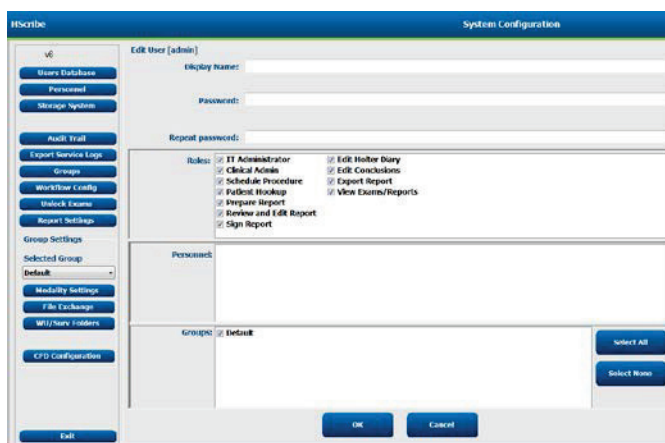 HScribe
System Configuration
v6
Users Database
Personnel
Storage System
Audit Trail
Export Service Logs
Groups
Workflow Config
Unlock Exams
Report Settings
Group Settings
Selected Group
Default
Modality Settings
File Exchange
WU/Surv Folders
CFD Configuration
Exit
Edit User [admin]
Display Name:
Password:
Repeat password:
Roles:
IT Administrator
Clinical Admin
Schedule Procedure
Patient Hookup
Prepare Report
Review and Edit Report
Sign Report
Edit Holter Diary
Edit Conclusions
Export Report
View Exams/Reports
Personnel:
Groups:
Default
Select All
Select None
OK
Cancel